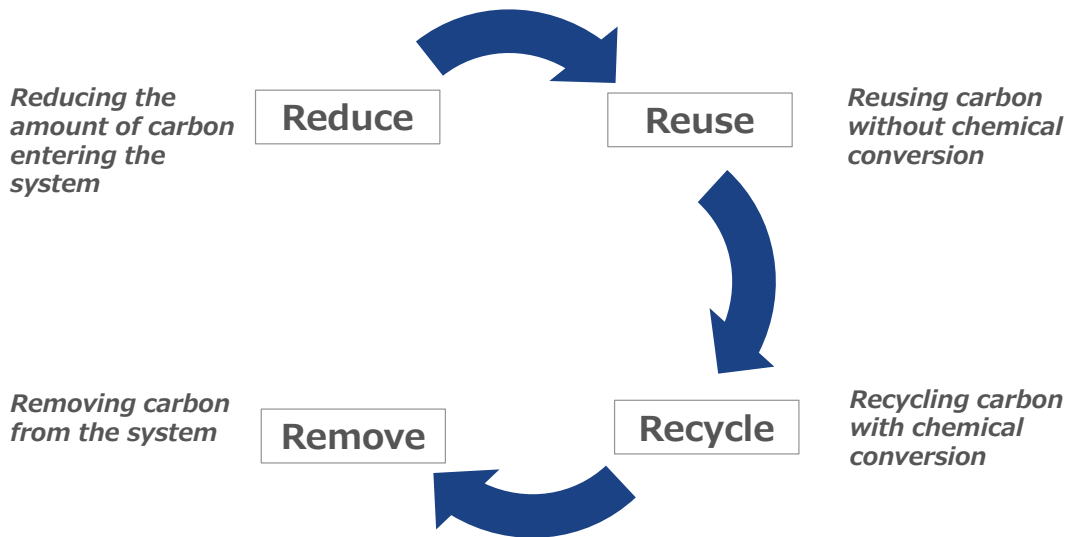 Reducing the
amount of carbon
entering the
system
Reduce
Reuse
Reusing carbon
without chemical
conversion
Removing carbon
from the system
Remove
Recycle
Recycling carbon
with chemical
conversion